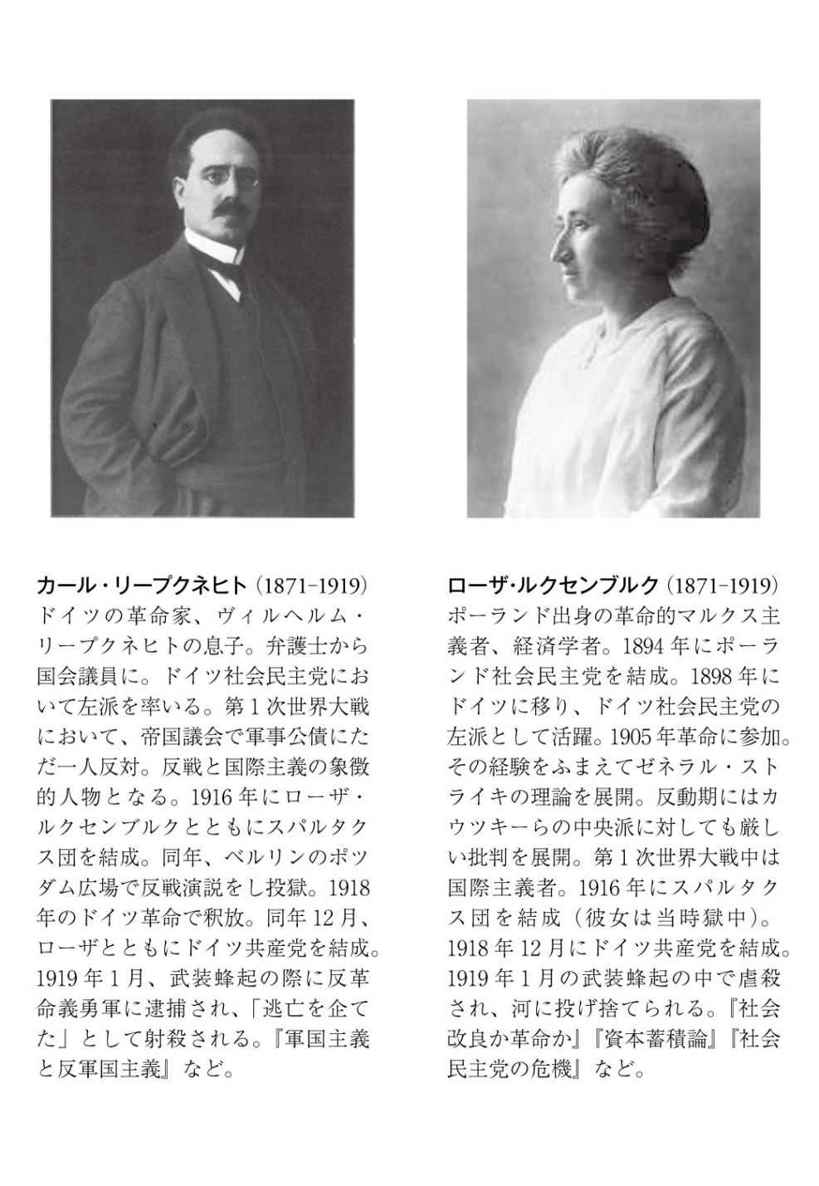 カール・リープクネヒト（1871–1919）
ドイツの革命家、ヴィルヘルム・
リープクネヒトの息子。弁護士から
国会議員に。ドイツ社会民主党にお
いて左派を率いる。第1次世界大戦
において、帝国議会で軍事公債にた
だ一人反対。反戦と国際主義の象徴
的人物となる。1916年にローザ・
ルクセンブルクとともにスパルタク
ス団を結成。同年、ベルリンのポツ
ダム広場で反戦演説をし投獄。1918
年のドイツ革命で釈放。同年12月、
ローザとともにドイツ共産党を結成。
1919年1月、武装蜂起の際に反革
命義勇軍に逮捕され、「逃亡を企て
た」として射殺される。『軍国主義
と反軍国主義』など。
ローザ・ルクセンブルク（1871–1919）
ポーランド出身の革命的マルクス主
義者、経済学者。1894年にポーラ
ンド社会民主党を結成。1898年に
ドイツに移り、ドイツ社会民主党の
左派として活躍。1905年革命に参加。
その経験をふまえてゼネラル・スト
ライキの理論を展開。反動期にはカ
ウツキーらの中央派に対しても厳し
い批判を展開。第1次世界大戦中は
国際主義者。1916年にスパルタク
ス団を結成（彼女は当時獄中）。
1918年12月にドイツ共産党を結成。
1919年1月の武装蜂起の中で虐殺
され、河に投げ捨てられる。『社会
改良か革命か』『資本蓄積論』『社会
民主党の危機』など。